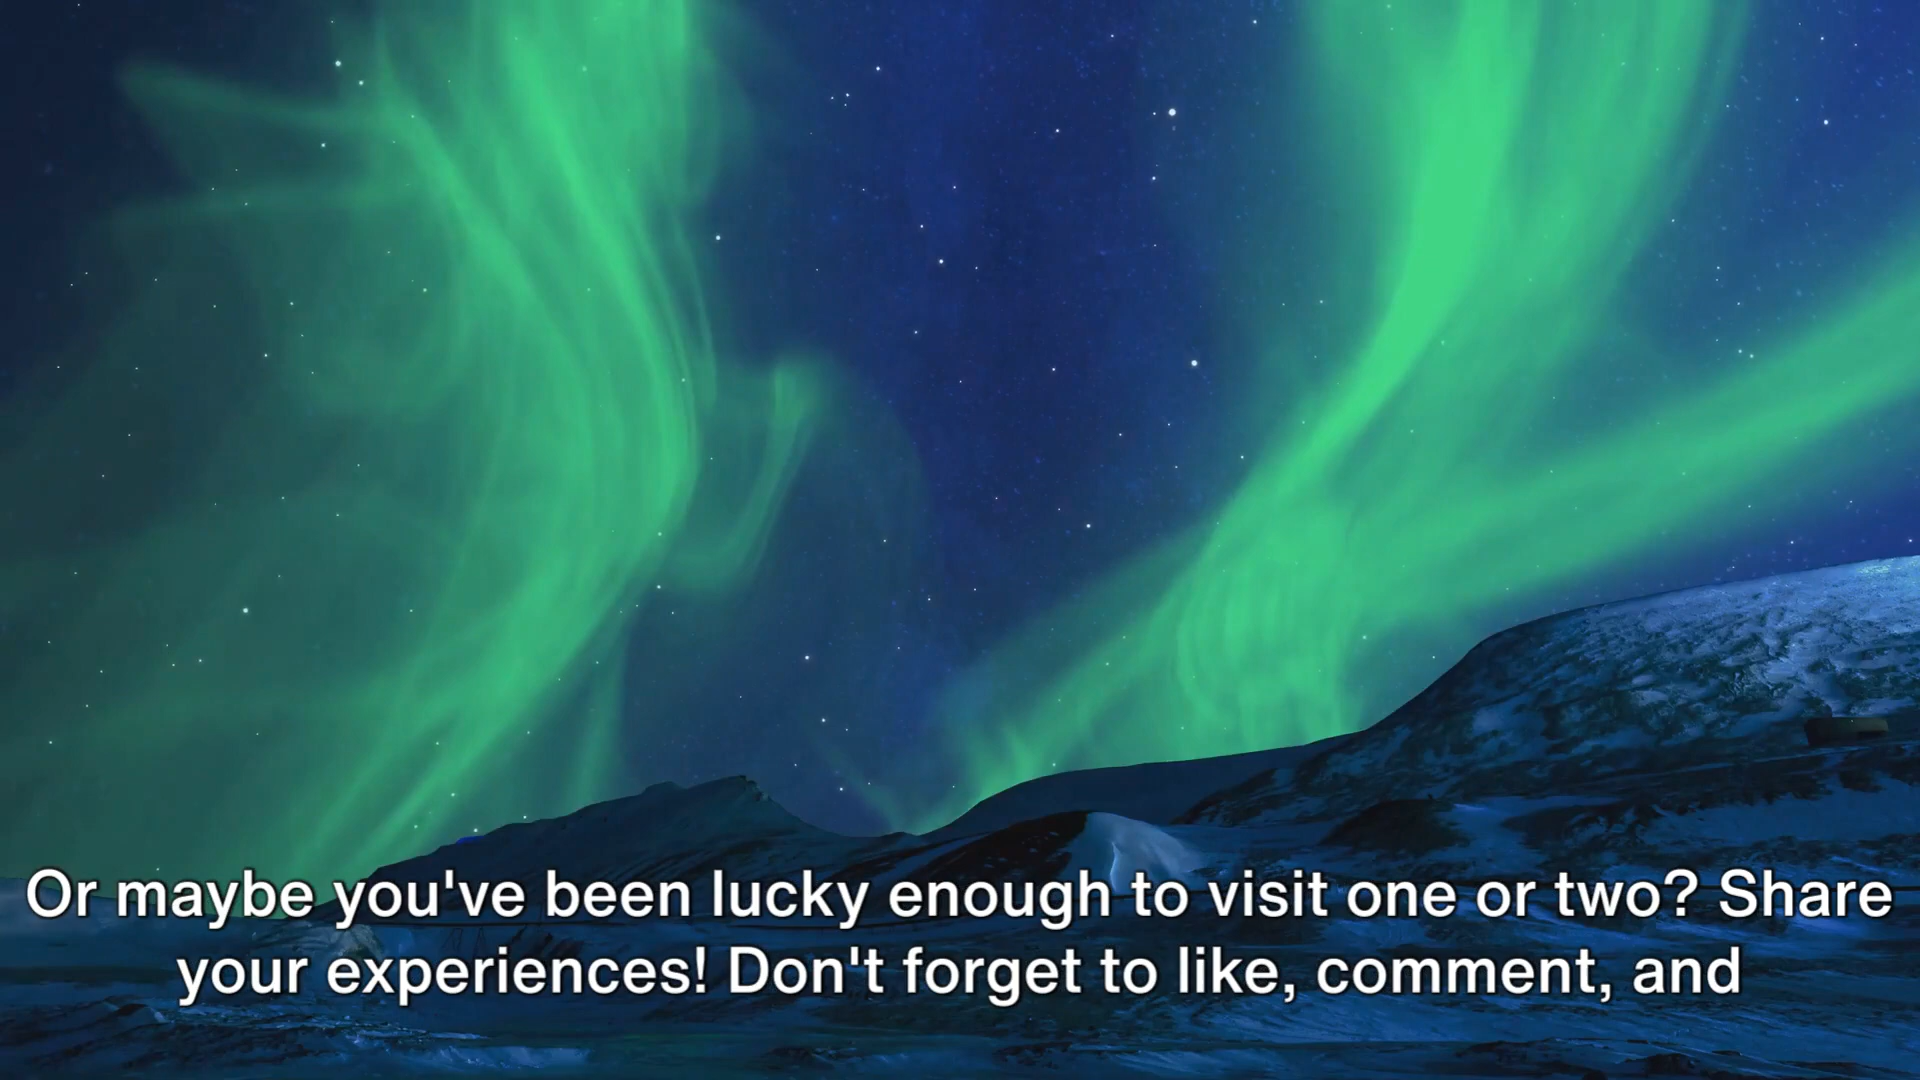 Or maybe you've been lucky enough to visit one or two? Share
your experiences! Don't forget to like, comment, and